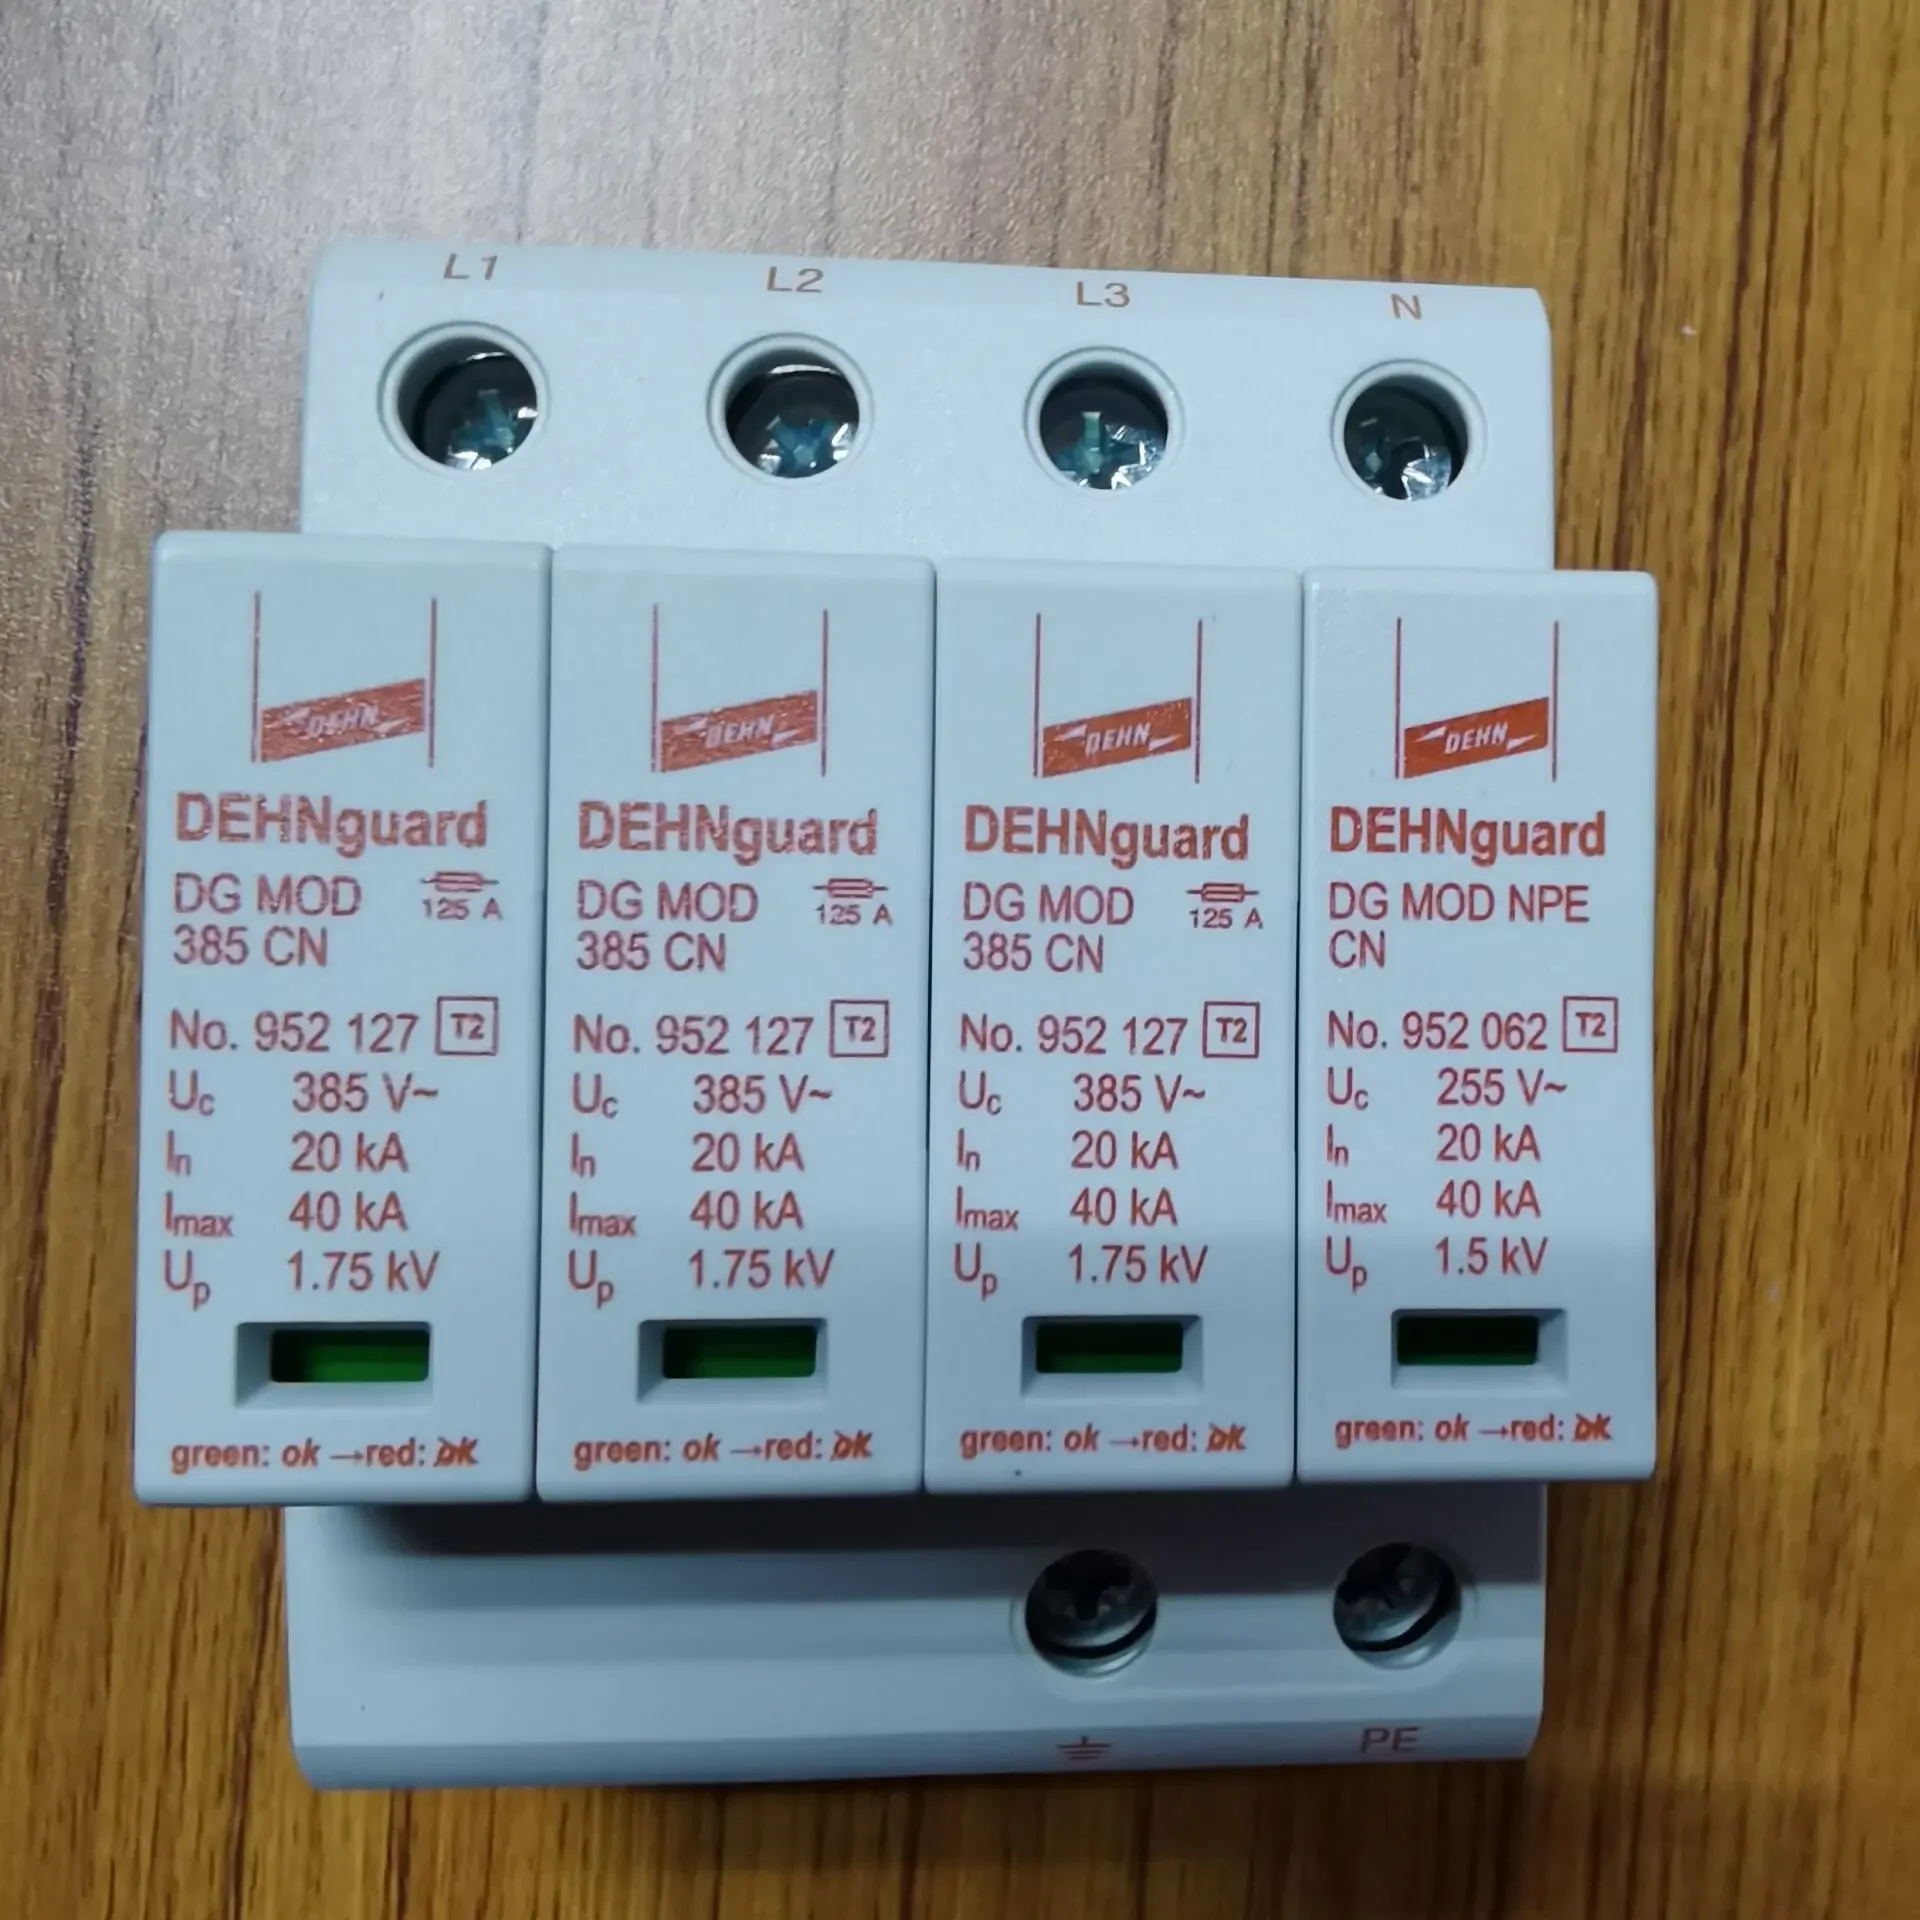 L1 L2 L3 N
DEHN
DEHNguard
DG MOD 125 A
385 CN
No. 952 127 T2
Uc 385 V~
In 20 kA
Imax 40 kA
Up 1.75 kV
green: ok →red: ok
DEHN
DEHNguard
DG MOD 125 A
385 CN
No. 952 127 T2
Uc 385 V~
In 20 kA
Imax 40 kA
Up 1.75 kV
green: ok →red: ok
DEHN
DEHNguard
DG MOD 125 A
385 CN
No. 952 127 T2
Uc 385 V~
In 20 kA
Imax 40 kA
Up 1.75 kV
green: ok →red: ok
DEHN
DEHNguard
DG MOD NPE
CN
No. 952 062 T2
Uc 255 V~
In 20 kA
Imax 40 kA
Up 1.5 kV
green: ok →red: ok
PE